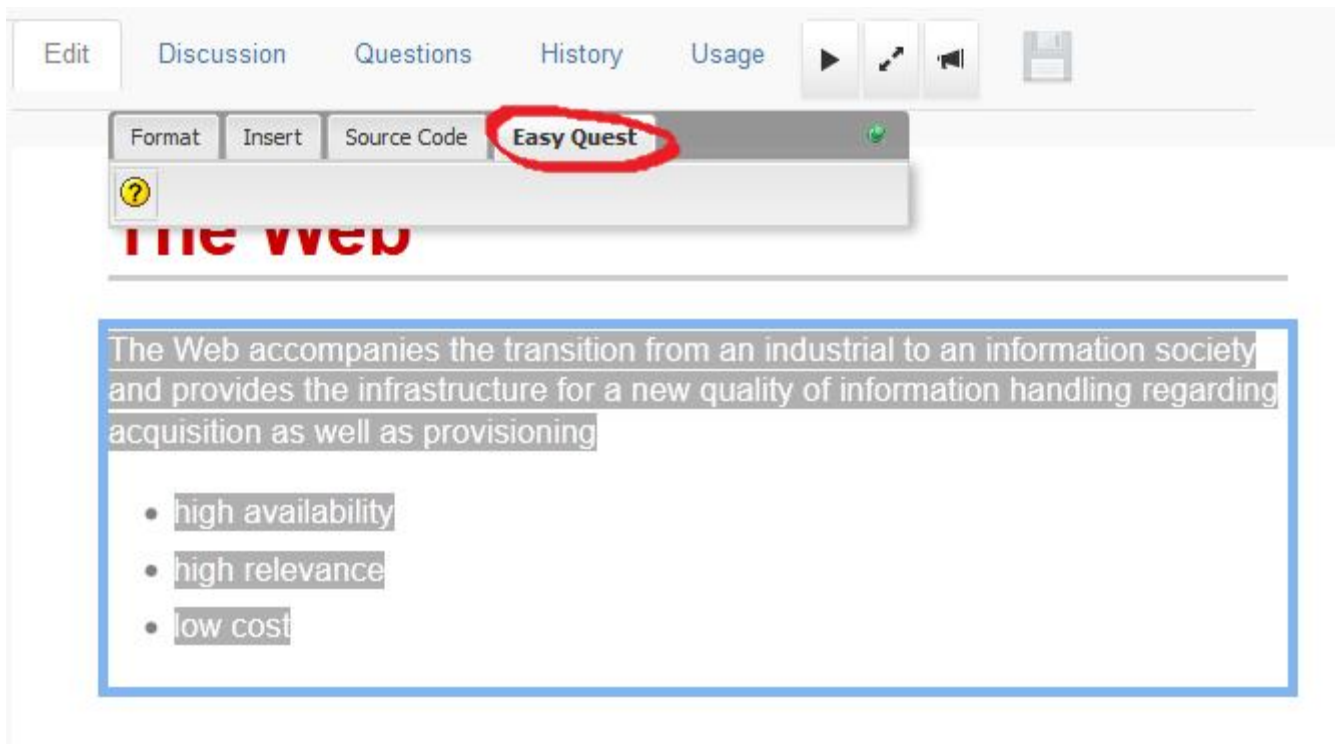 Edit Discussion Questions History Usage
Format Insert Source Code Easy Quest
?
The Web
The Web accompanies the transition from an industrial to an information society
and provides the infrastructure for a new quality of information handling regarding
acquisition as well as provisioning
• high availability
• high relevance
• low cost